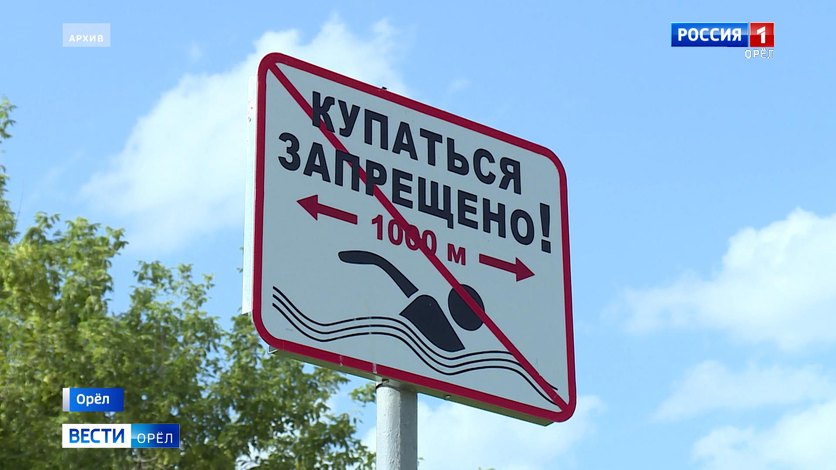 АРХИВ
РОССИЯ 1
ОРЁЛ
КУПАТЬСЯ
ЗАПРЕЩЕНО!
1000 м
Орёл
ВЕСТИ ОРЁЛ